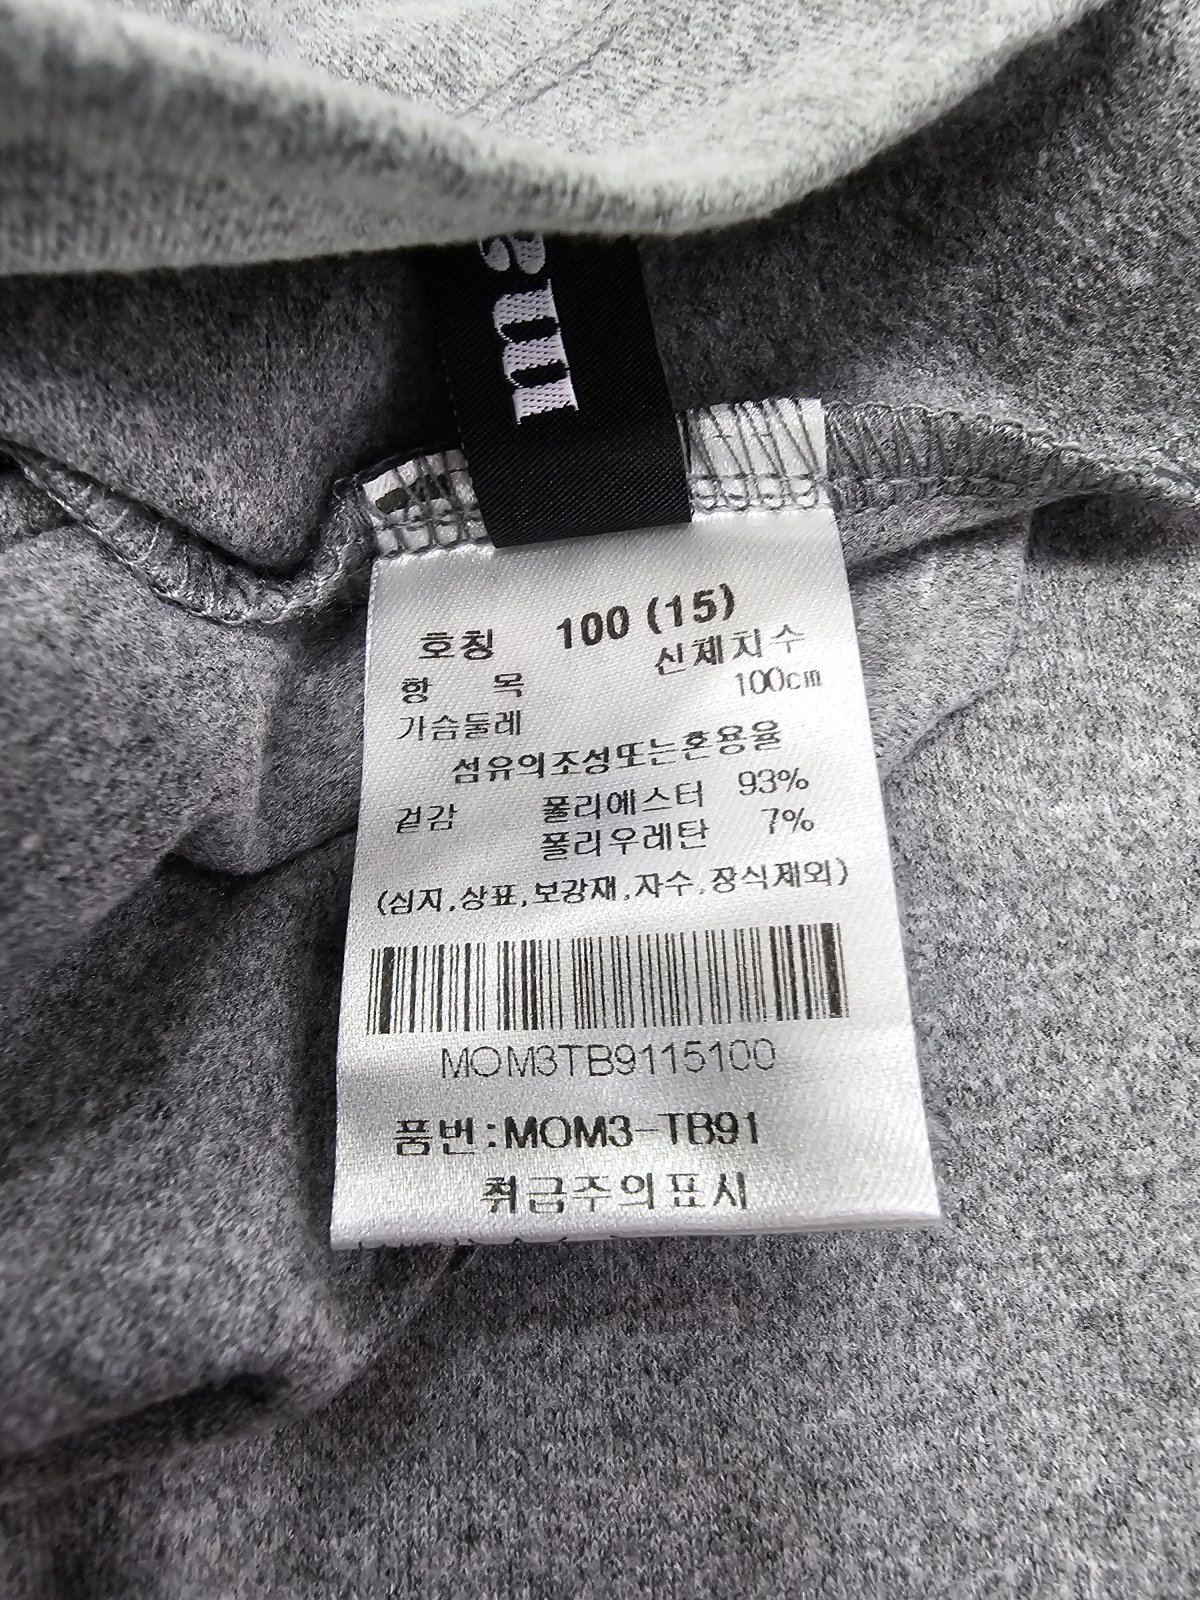 호칭 100 (15)
항 목 신체치수
가슴둘레 100cm
섬유의조성또는혼용율
겉감 폴리에스터 93%
폴리우레탄 7%
(심지,상표,보강재,자수,장식제외)
MOM3TB9115100
품번:MOM3-TB91
취급주의표시